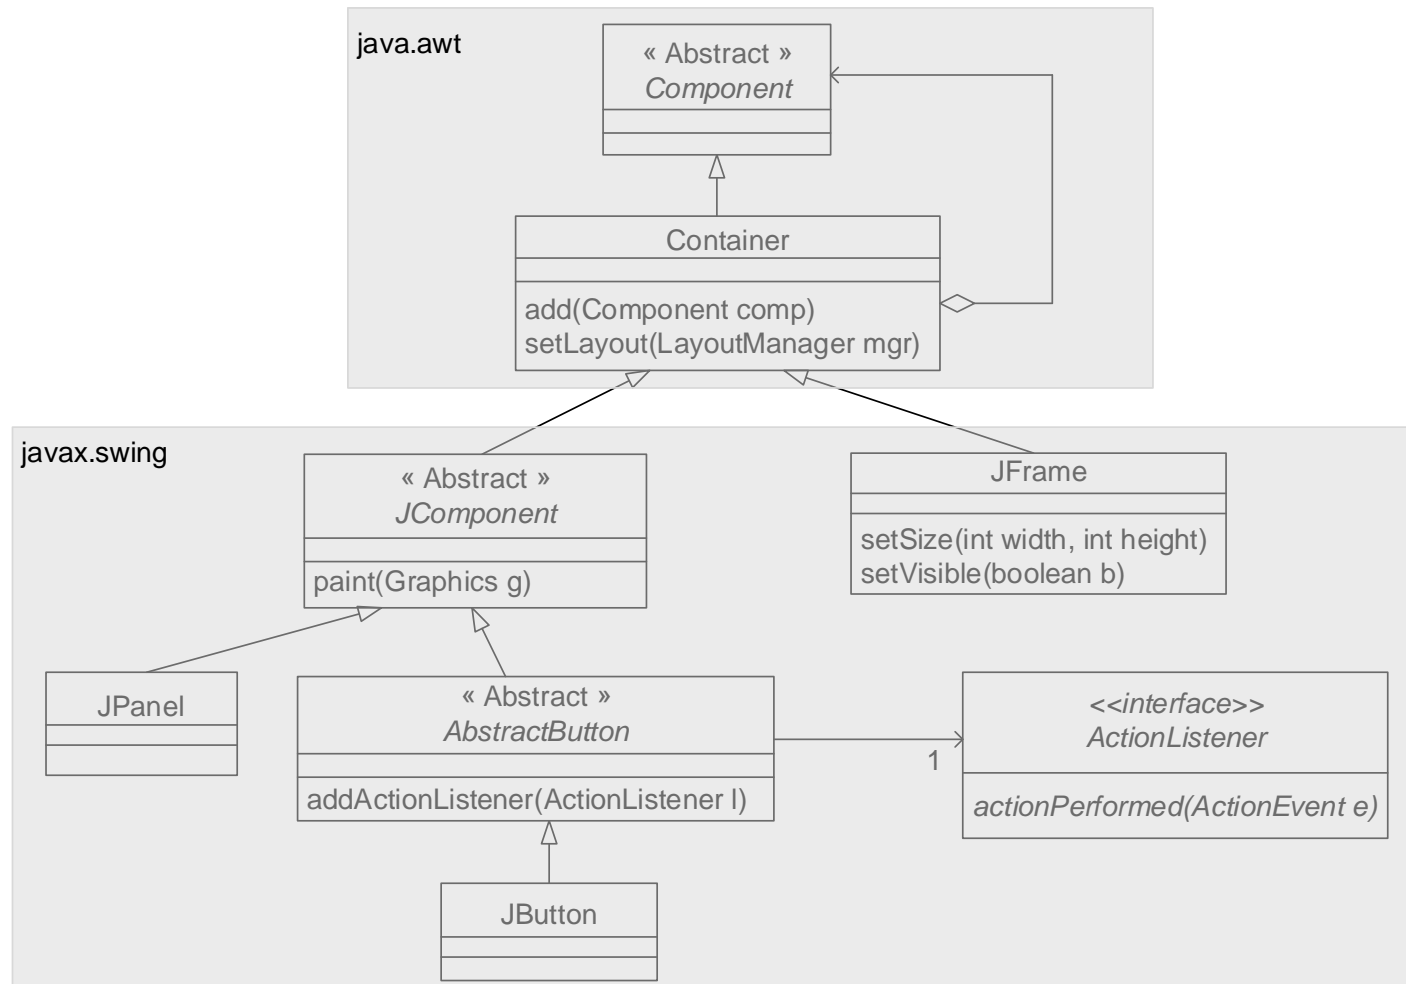 java.awt
« Abstract »
Component
Container
add(Component comp)
setLayout(LayoutManager mgr)
javax.swing
« Abstract »
JComponent
paint(Graphics g)
JFrame
setSize(int width, int height)
setVisible(boolean b)
JPanel
« Abstract »
AbstractButton
addActionListener(ActionListener l)
1
<<interface>>
ActionListener
actionPerformed(ActionEvent e)
JButton